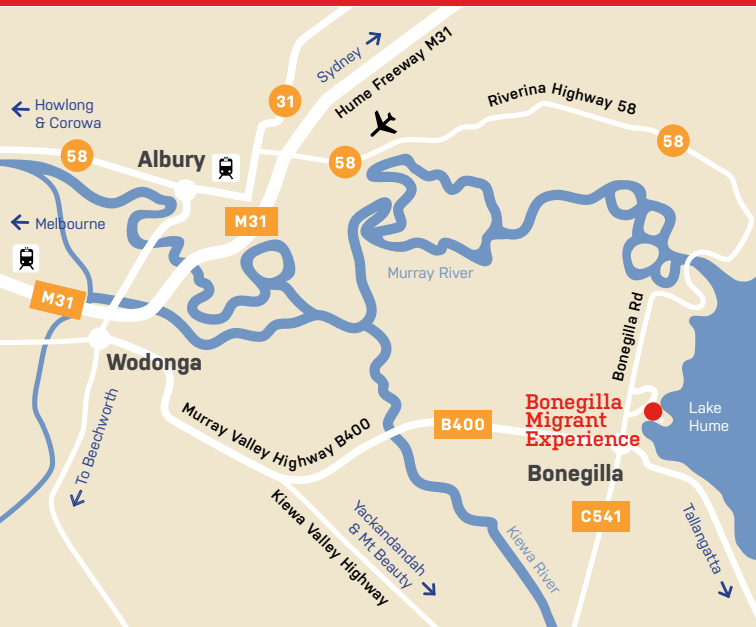 Sydney
Hume Freeway M31
31
Riverina Highway 58
Howlong
& Corowa
58
Albury
58
58
Melbourne
M31
M31
Murray River
Bonegilla Rd
Wodonga
To Beechworth
Murray Valley Highway B400
B400
Bonegilla
Migrant
Experience
Lake
Hume
Bonegilla
Kiewa Valley Highway
Yackandandah
& Mt Beauty
Kiewa River
C541
Tallangatta